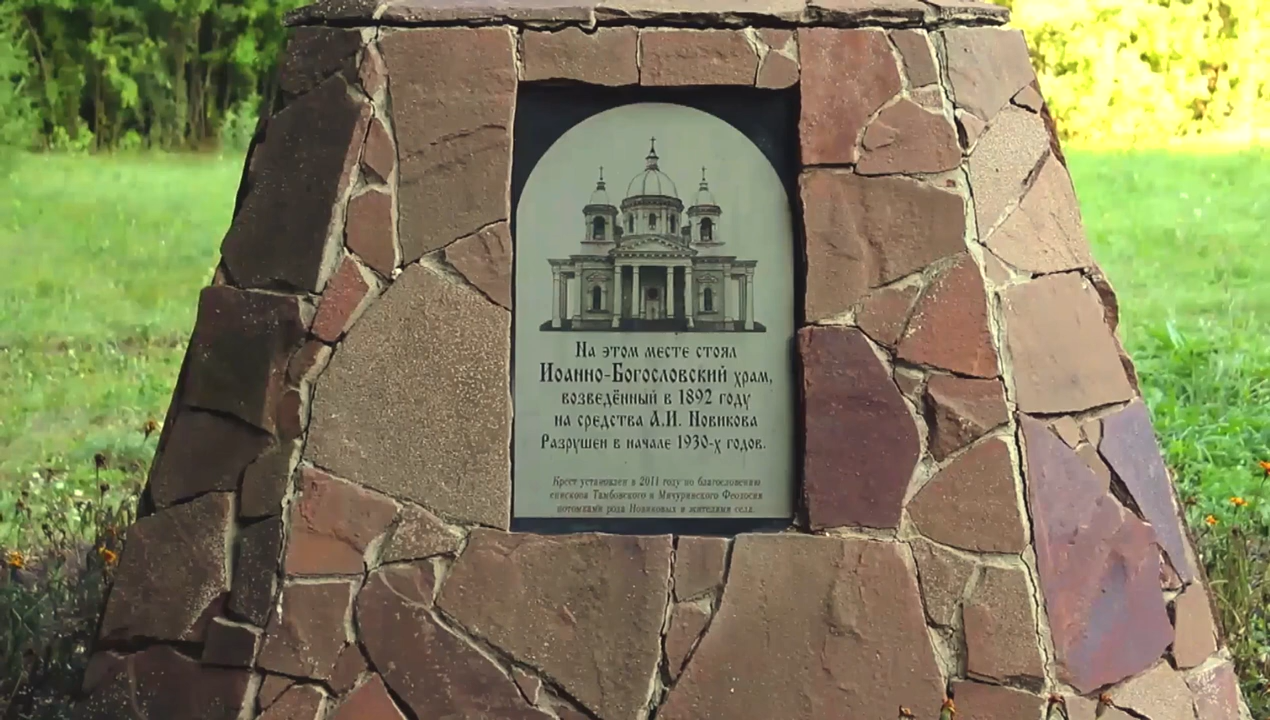 На этом месте стоял
Иоанно-Богословский храм,
возведённый в 1892 году
на средства А.И. Новикова
Разрушен в начале 1930-х годов.
Крест установлен в 2011 году по благословению
епископа Тамбовского и Мичуринского Феодосия
потомками рода Новиковых и жителями села.